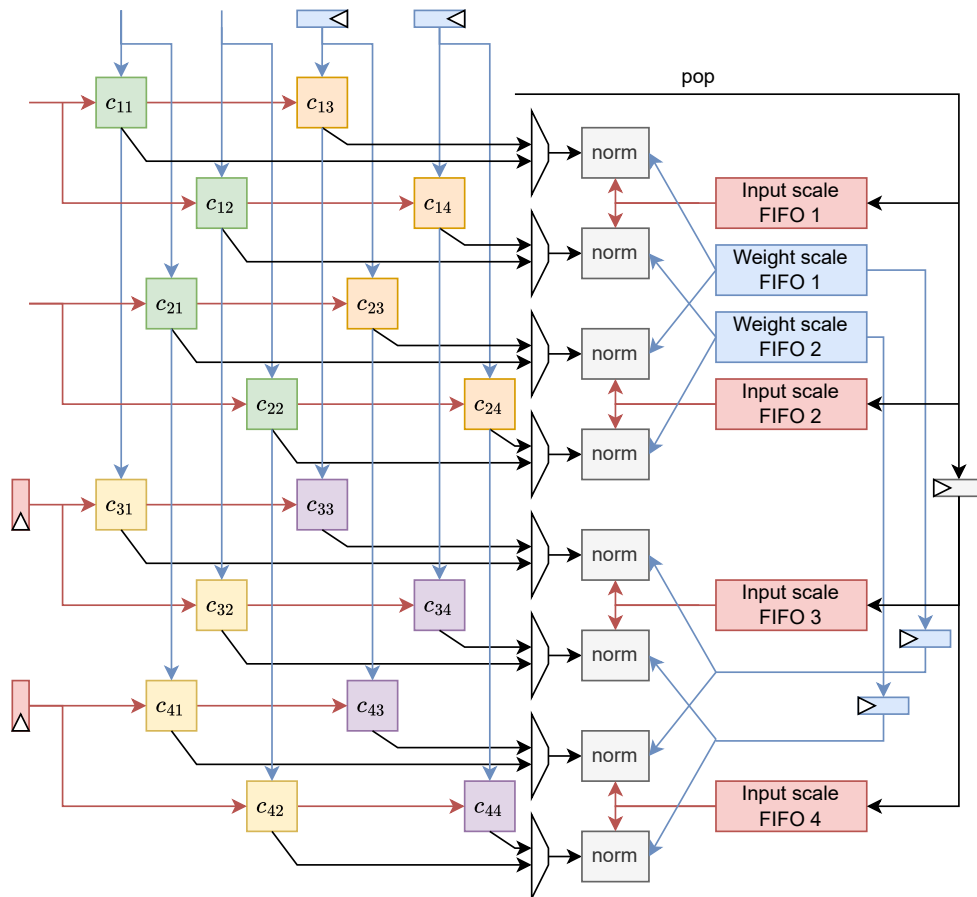 pop
c11
c13
norm
c12
c14
Input scale
FIFO 1
norm
Weight scale
FIFO 1
c21
c23
Weight scale
FIFO 2
norm
c22
c24
Input scale
FIFO 2
norm
c31
c33
norm
c32
c34
Input scale
FIFO 3
norm
c41
c43
norm
c42
c44
Input scale
FIFO 4
norm